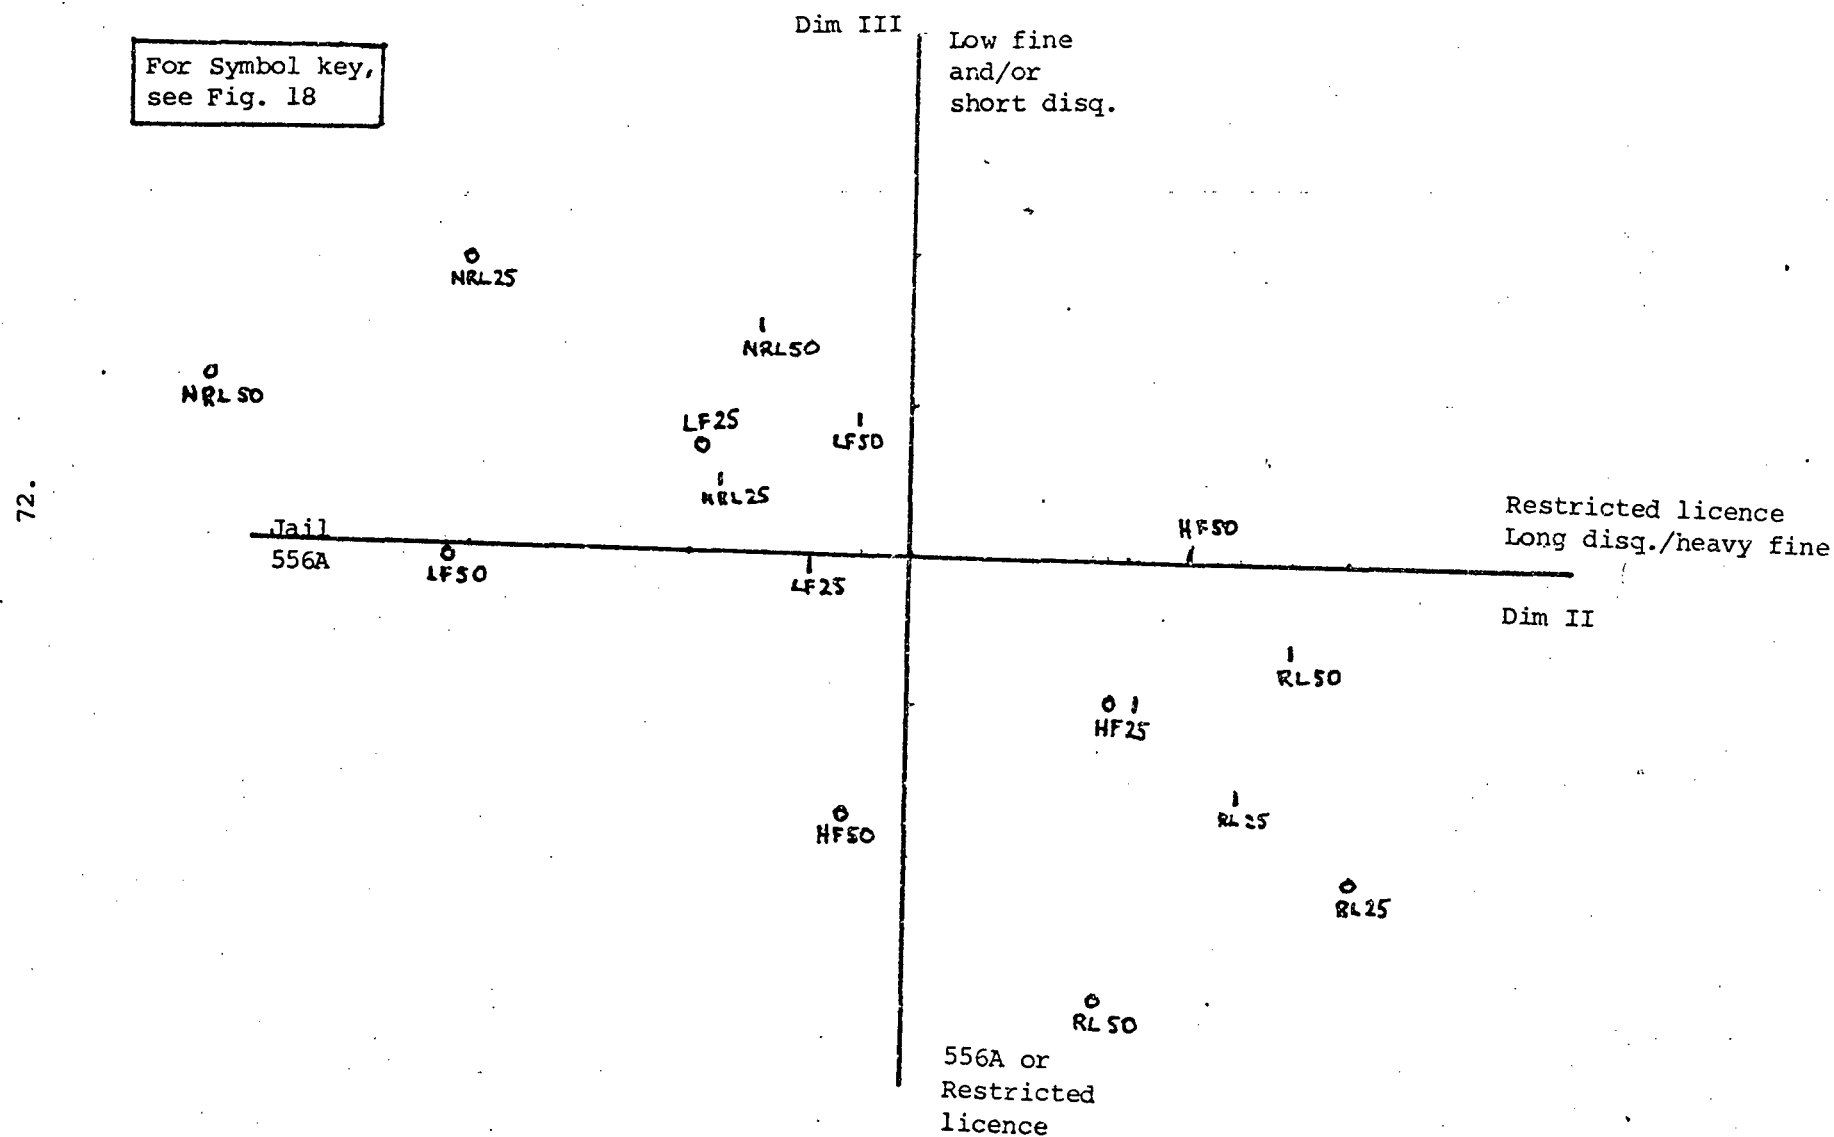 Dim III
Low fine
and/or
short disq.
For Symbol key,
see Fig. 18
NRL25
NRL50
NRL50
LF25
LF50
NRL25
72.
Jail
556A
LF50
LF25
HF50
Restricted licence
Long disq./heavy fine
Dim II
RL50
HF25
RL25
HF50
RL25
RL50
556A or
Restricted
licence